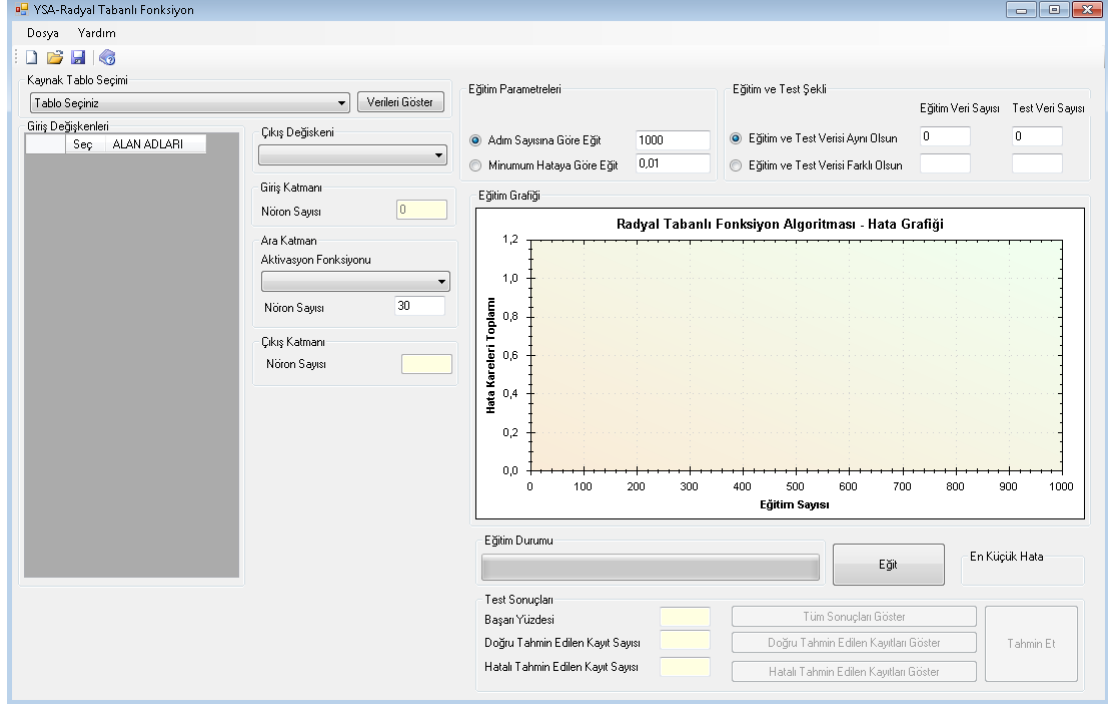 YSA-Radyal Tabanlı Fonksiyon
Dosya Yardım
Kaynak Tablo Seçimi
Tablo Seçiniz
Verileri Göster
Giriş Değişkenleri
Seç ALAN ADLARI
Çıkış Değiskeni
Giriş Katmanı
Nöron Sayısı 0
Ara Katman
Aktivasyon Fonksiyonu
Nöron Sayısı 30
Çıkış Katmanı
Nöron Sayısı
Eğitim Parametreleri
Adım Sayısına Göre Eğit 1000
Minumum Hataya Göre Eğit 0,01
Eğitim ve Test Şekli
Eğitim Veri Sayısı Test Veri Sayısı
Eğitim ve Test Verisi Aynı Olsun 0 0
Eğitim ve Test Verisi Farklı Olsun
Eğitim Grafiği
Radyal Tabanlı Fonksiyon Algoritması - Hata Grafiği
Hata Kareleri Toplamı
1,2
1,0
0,8
0,6
0,4
0,2
0,0
0 100 200 300 400 500 600 700 800 900 1000
Eğitim Sayısı
Eğitim Durumu
Eğit
En Küçük Hata
Test Sonuçları
Başarı Yüzdesi
Tüm Sonuçları Göster
Doğru Tahmin Edilen Kayıt Sayısı
Doğru Tahmin Edilen Kayıtları Göster
Hatalı Tahmin Edilen Kayıt Sayısı
Hatalı Tahmin Edilen Kayıtları Göster
Tahmin Et